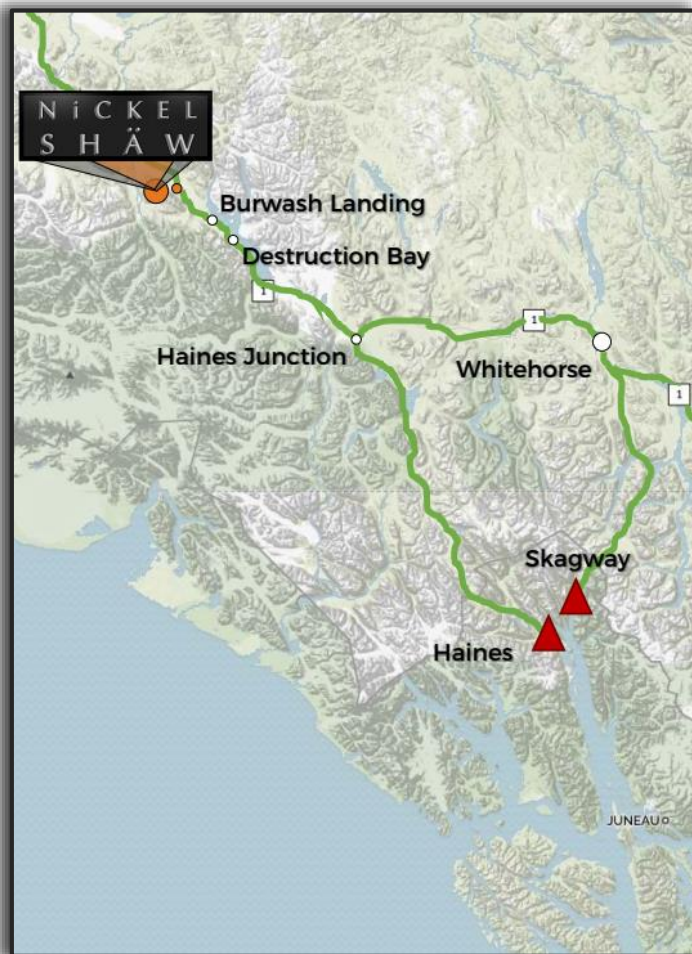 NiCKEL
SHÄW
Burwash Landing
Destruction Bay
1
Haines Junction
1
Whitehorse
1
Skagway
Haines
JUNEAU